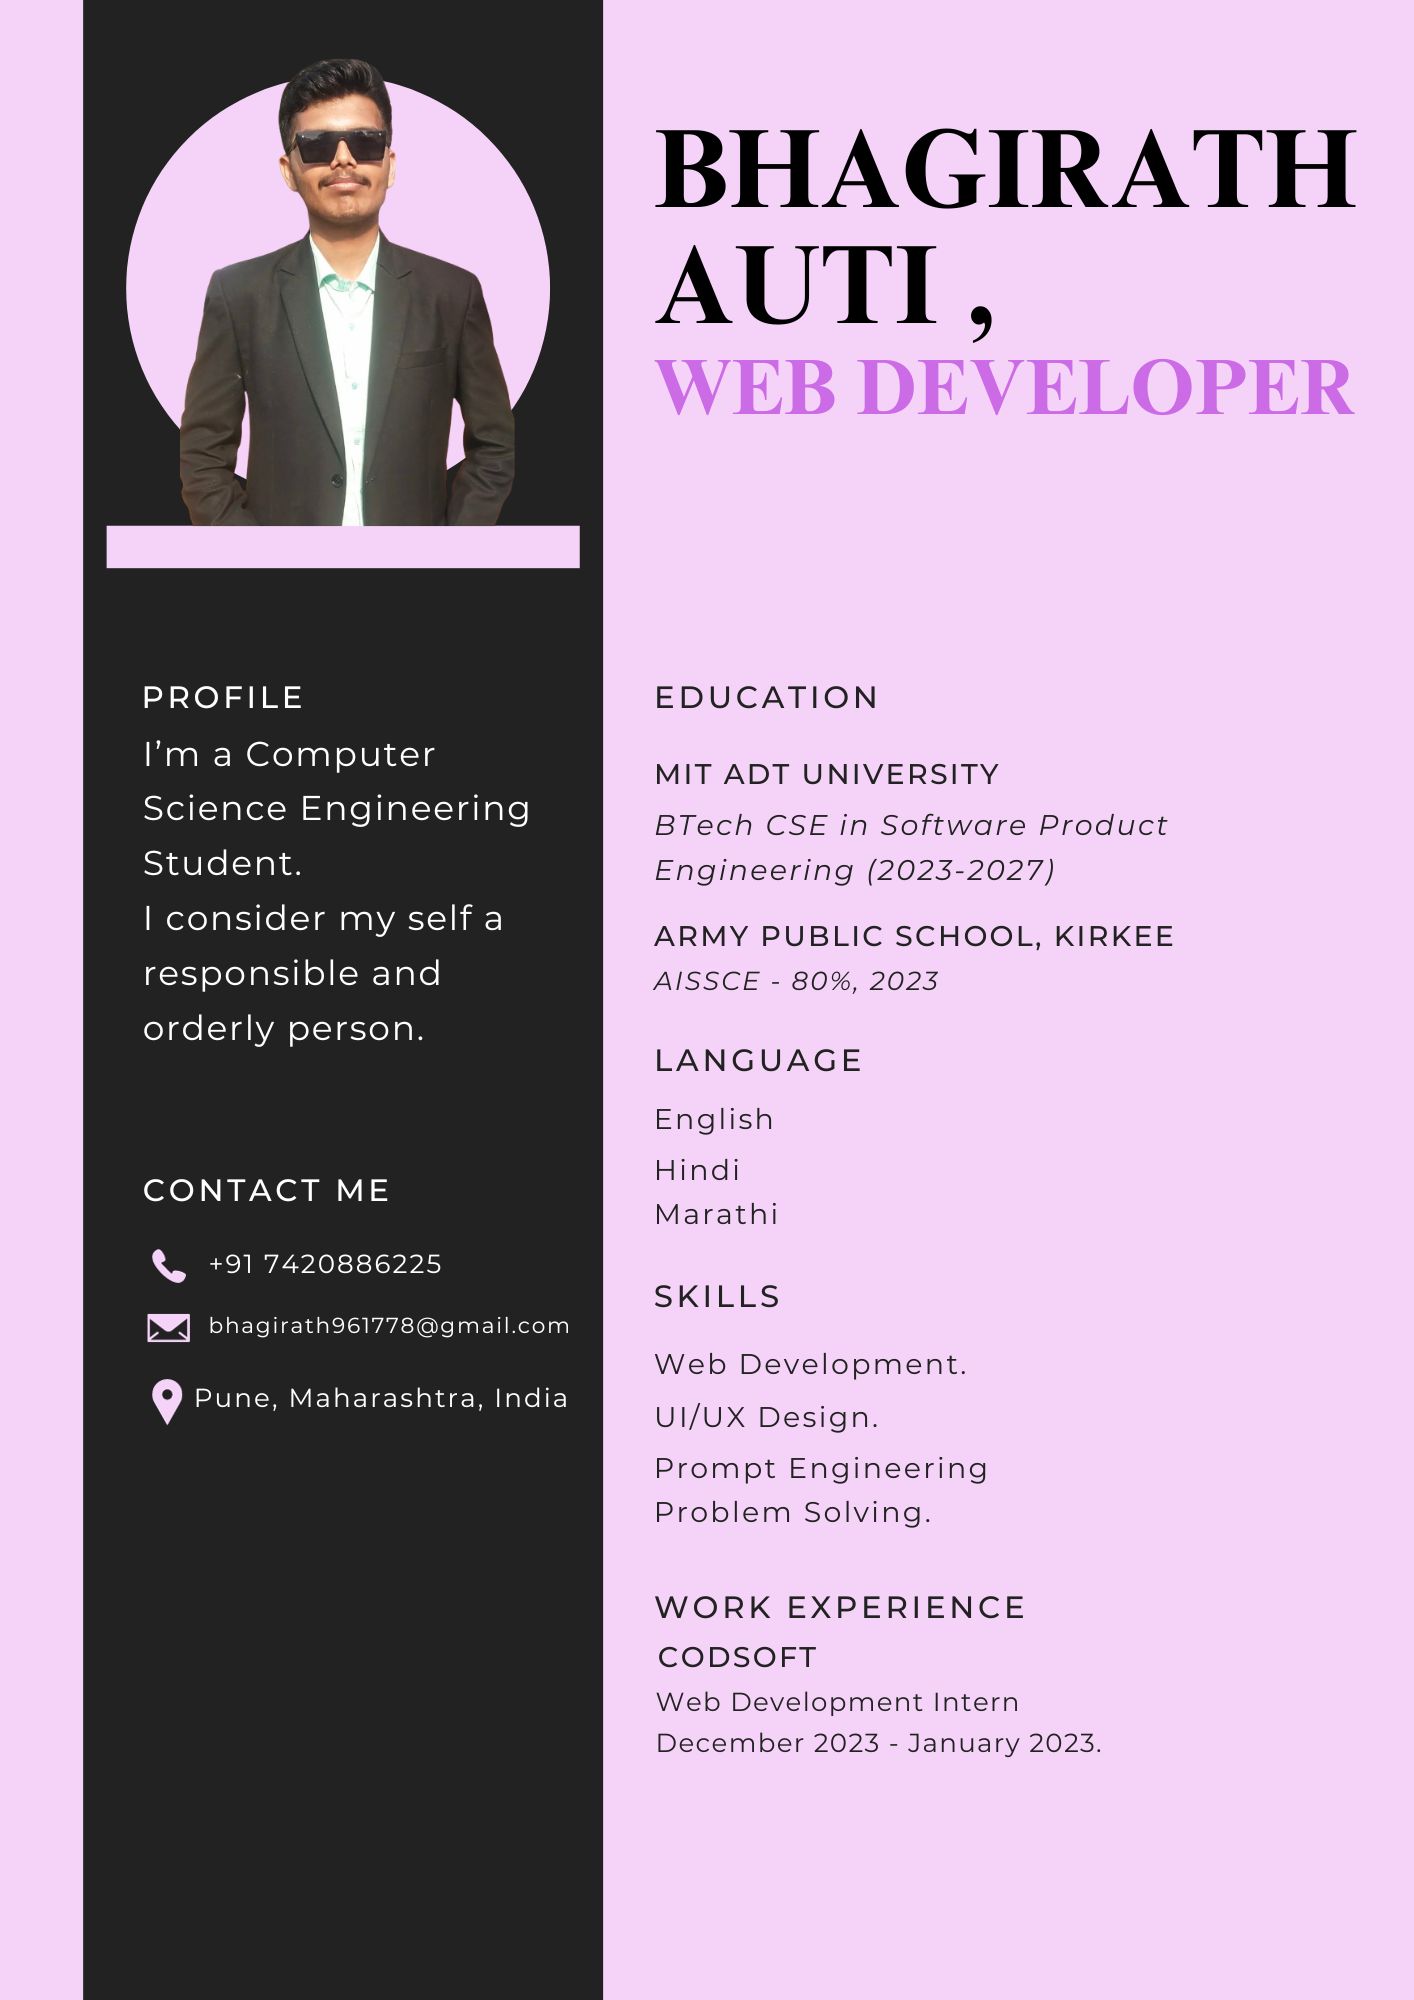 BHAGIRATH
AUTI ,
WEB DEVELOPER
PROFILE
I’m a Computer
Science Engineering
Student.
I consider my self a
responsible and
orderly person.
CONTACT ME
+91 7420886225
bhagirath961778@gmail.com
Pune, Maharashtra, India
EDUCATION
MIT ADT UNIVERSITY
BTech CSE in Software Product
Engineering (2023-2027)
ARMY PUBLIC SCHOOL, KIRKEE
AISSCE - 80%, 2023
LANGUAGE
English
Hindi
Marathi
SKILLS
Web Development.
UI/UX Design.
Prompt Engineering
Problem Solving.
WORK EXPERIENCE
CODSOFT
Web Development Intern
December 2023 - January 2023.